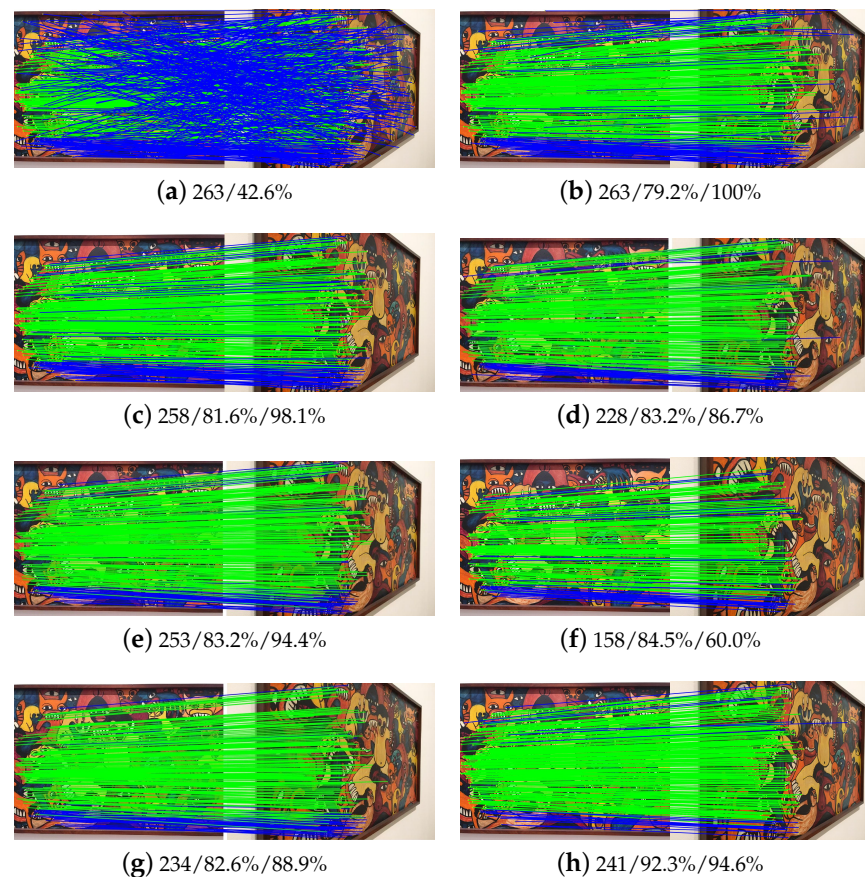 (a) 263/42.6%
(b) 263/79.2%/100%
(c) 258/81.6%/98.1%
(d) 228/83.2%/86.7%
(e) 253/83.2%/94.4%
(f) 158/84.5%/60.0%
(g) 234/82.6%/88.9%
(h) 241/92.3%/94.6%